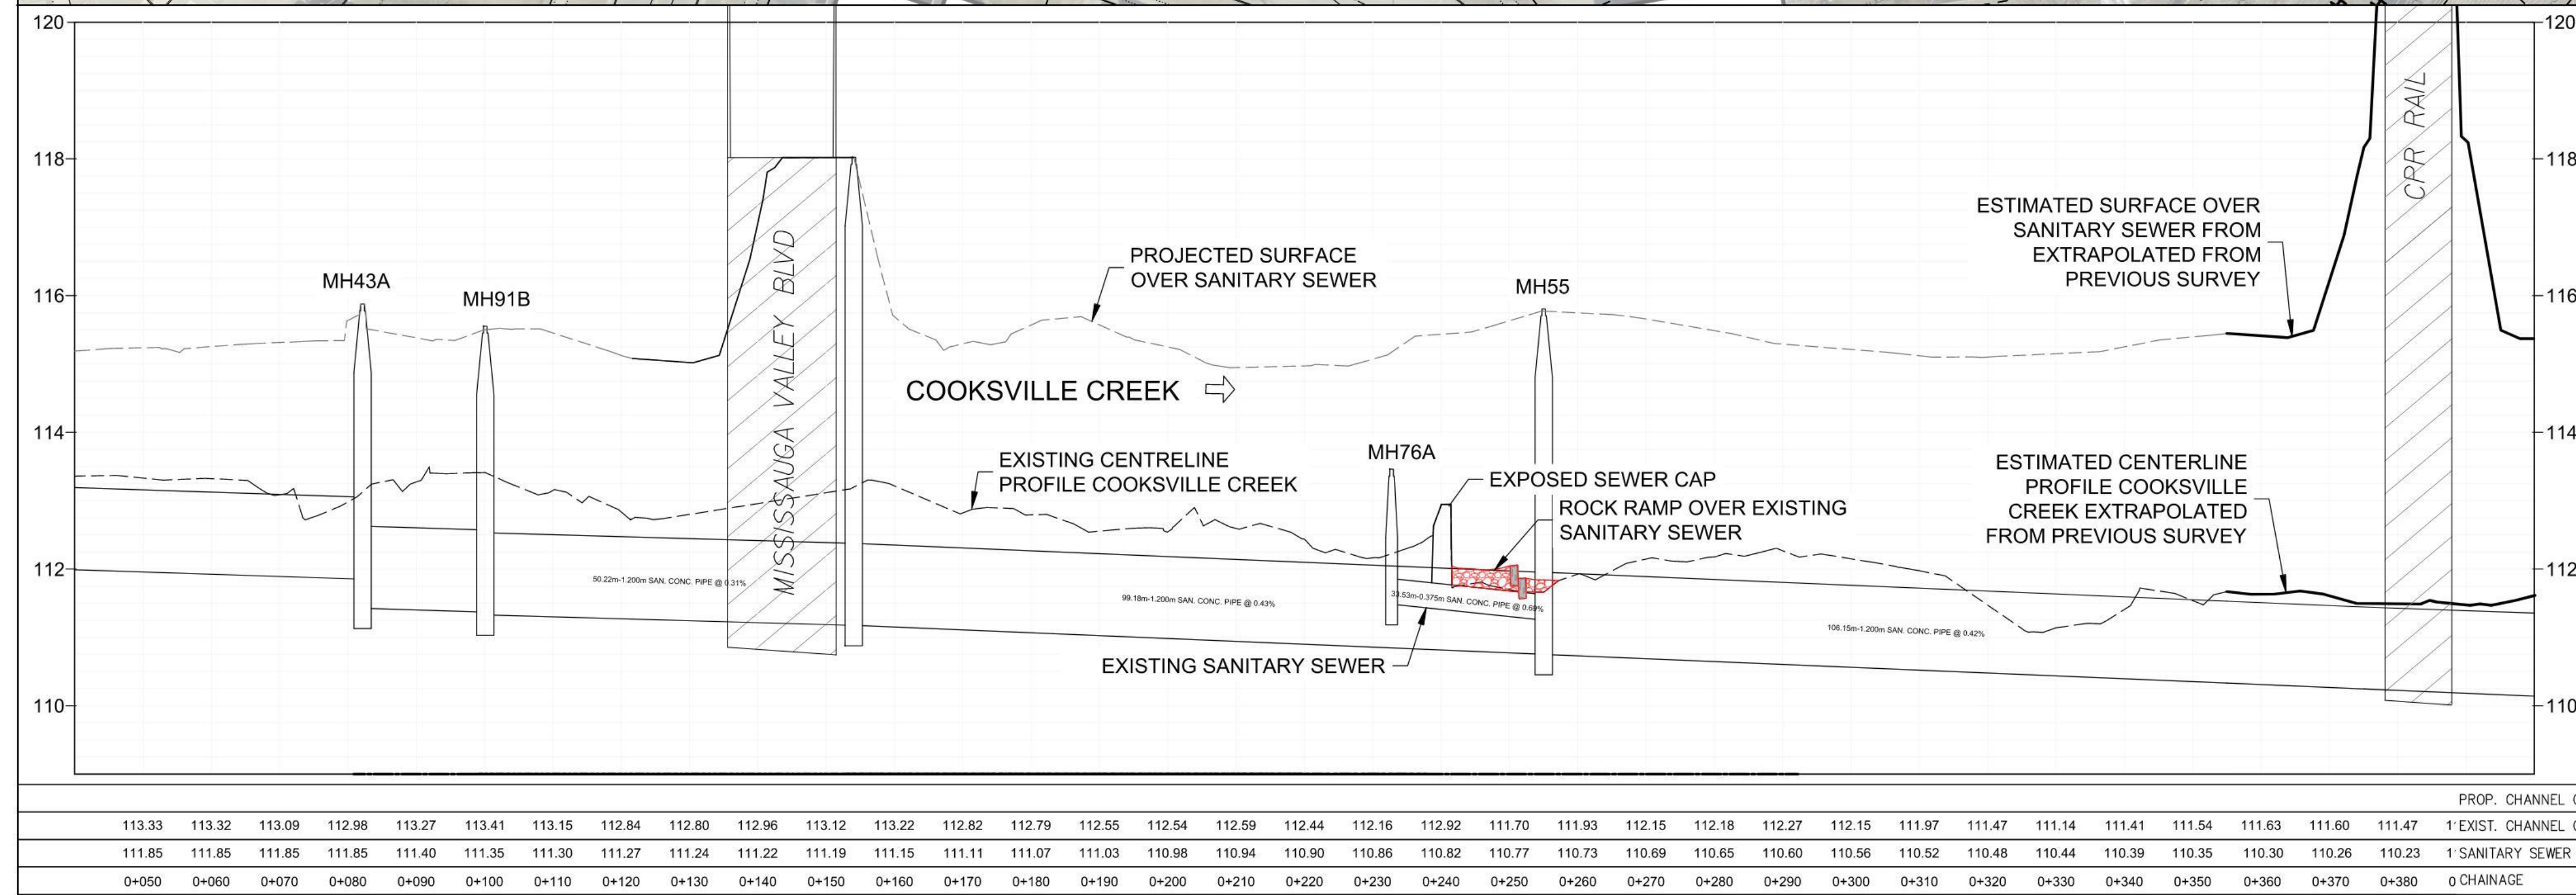 120
120
118
118
116
116
114
114
112
112
110
110
MH43A
MH91B
MISSISSAUGA VALLEY BLVD
PROJECTED SURFACE
OVER SANITARY SEWER
COOKSVILLE CREEK
EXISTING CENTRELINE
PROFILE COOKSVILLE CREEK
MH76A
MH55
EXPOSED SEWER CAP
ROCK RAMP OVER EXISTING
SANITARY SEWER
EXISTING SANITARY SEWER
ESTIMATED SURFACE OVER
SANITARY SEWER FROM
EXTRAPOLATED FROM
PREVIOUS SURVEY
CPR RAIL
ESTIMATED CENTERLINE
PROFILE COOKSVILLE
CREEK EXTRAPOLATED
FROM PREVIOUS SURVEY
50.22m-1.200m SAN. CONC. PIPE @ 0.31%
99.18m-1.200m SAN. CONC. PIPE @ 0.43%
33.53m-0.375m SAN. CONC. PIPE @ 0.69%
106.15m-1.200m SAN. CONC. PIPE @ 0.42%
PROP. CHANNEL
113.33 113.32 113.09 112.98 113.27 113.41 113.15 112.84 112.80 112.96 113.12 113.22 112.82 112.79 112.55 112.54 112.59 112.44 112.16 112.92 111.70 111.93 112.15 112.18 112.27 112.15 111.97 111.47 111.14 111.41 111.54 111.63 111.60 111.47 EXIST. CHANNEL
111.85 111.85 111.85 111.85 111.40 111.35 111.30 111.27 111.24 111.22 111.19 111.15 111.11 111.07 111.03 110.98 110.94 110.90 110.86 110.82 110.77 110.73 110.69 110.65 110.60 110.56 110.52 110.48 110.44 110.39 110.35 110.30 110.26 110.23 SANITARY SEWER
0+050 0+060 0+070 0+080 0+090 0+100 0+110 0+120 0+130 0+140 0+150 0+160 0+170 0+180 0+190 0+200 0+210 0+220 0+230 0+240 0+250 0+260 0+270 0+280 0+290 0+300 0+310 0+320 0+330 0+340 0+350 0+360 0+370 0+380 CHAINAGE